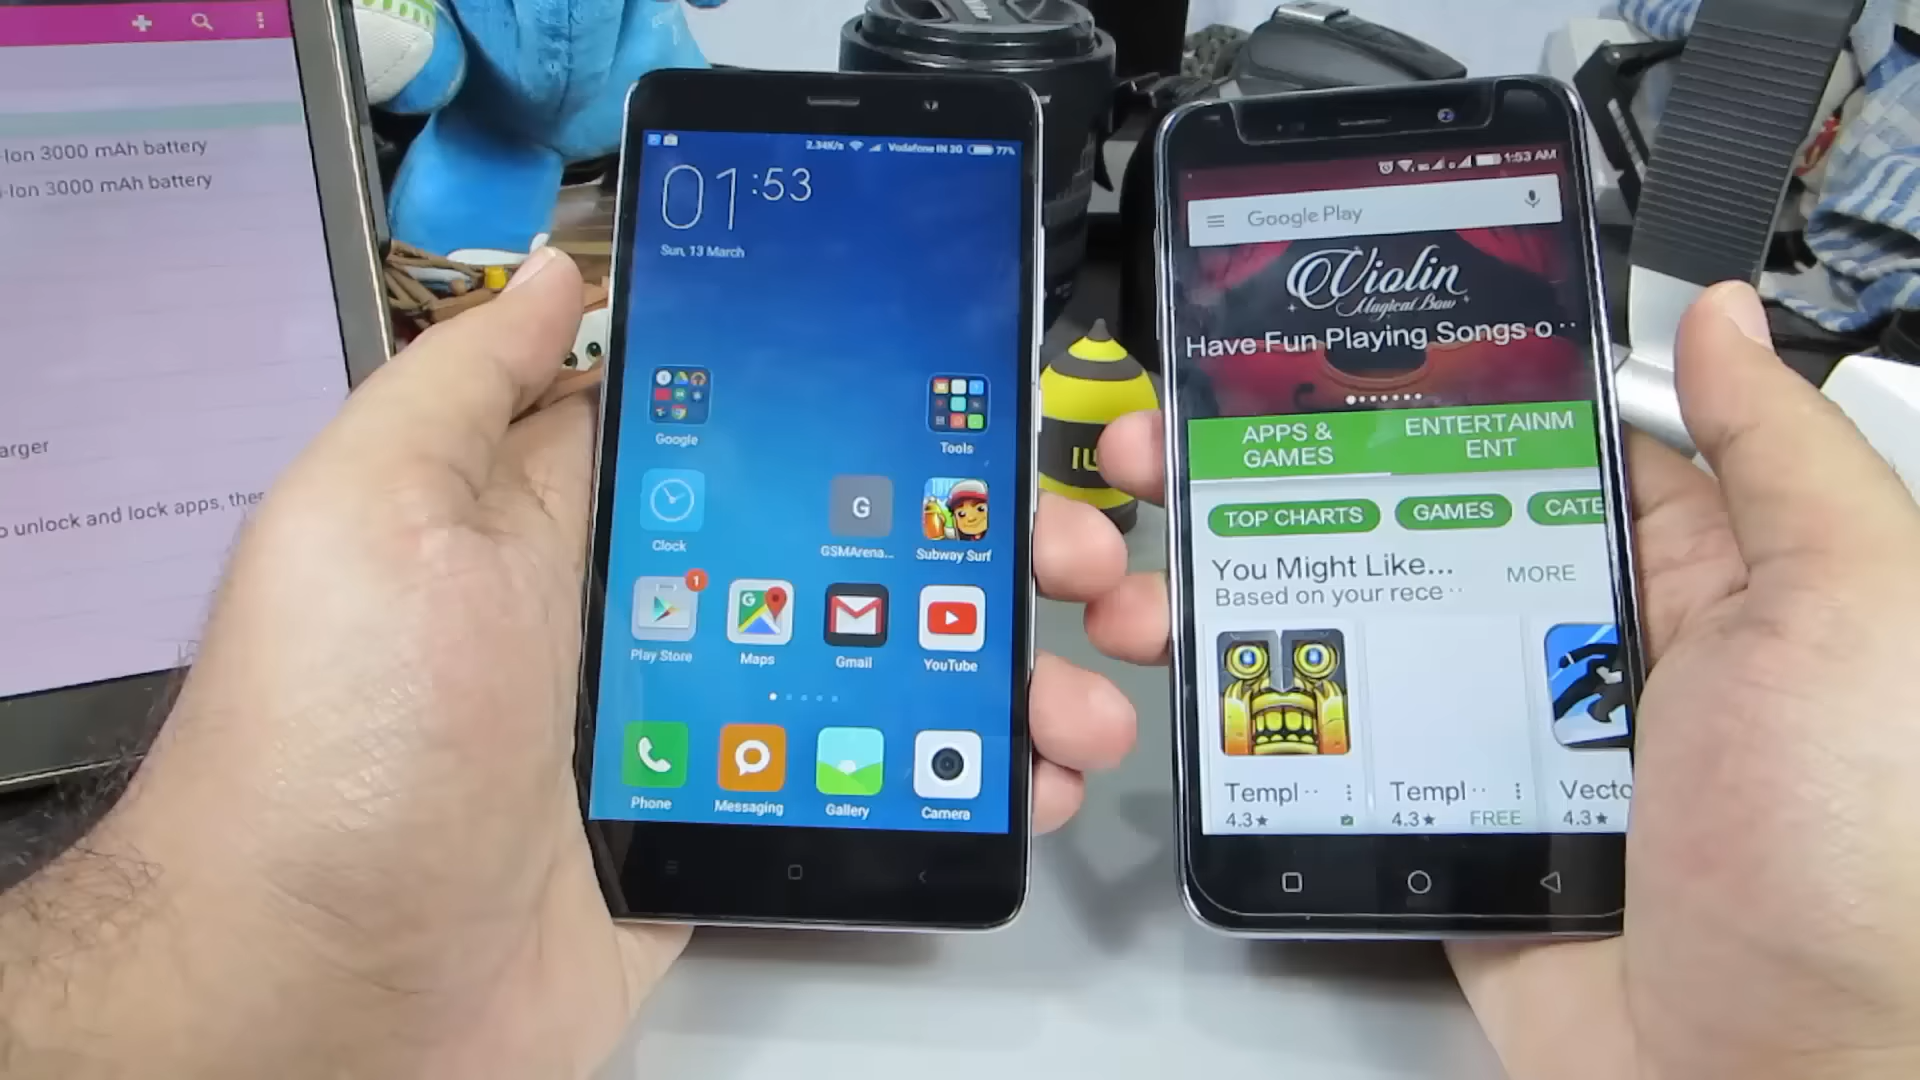 -Ion 3000 mAh battery
i-Ion 3000 mAh battery
arger
o unlock and lock apps, ther
2.34K/s Vodafone IN 3G 77%
01:53
Sun, 13 March
Google
Tools
Clock
G
GSMArena...
Subway Surf
1
Play Store
G
Maps
Gmail
YouTube
Phone
Messaging
Gallery
Camera
1:53 AM
Google Play
Violin
Magical Bow
Have Fun Playing Songs o··
APPS &
GAMES
ENTERTAINM
ENT
TOP CHARTS
GAMES
CATE
You Might Like...
MORE
Based on your rece··
Templ··
4.3★
Templ··
4.3★ FREE
Vecto
4.3★